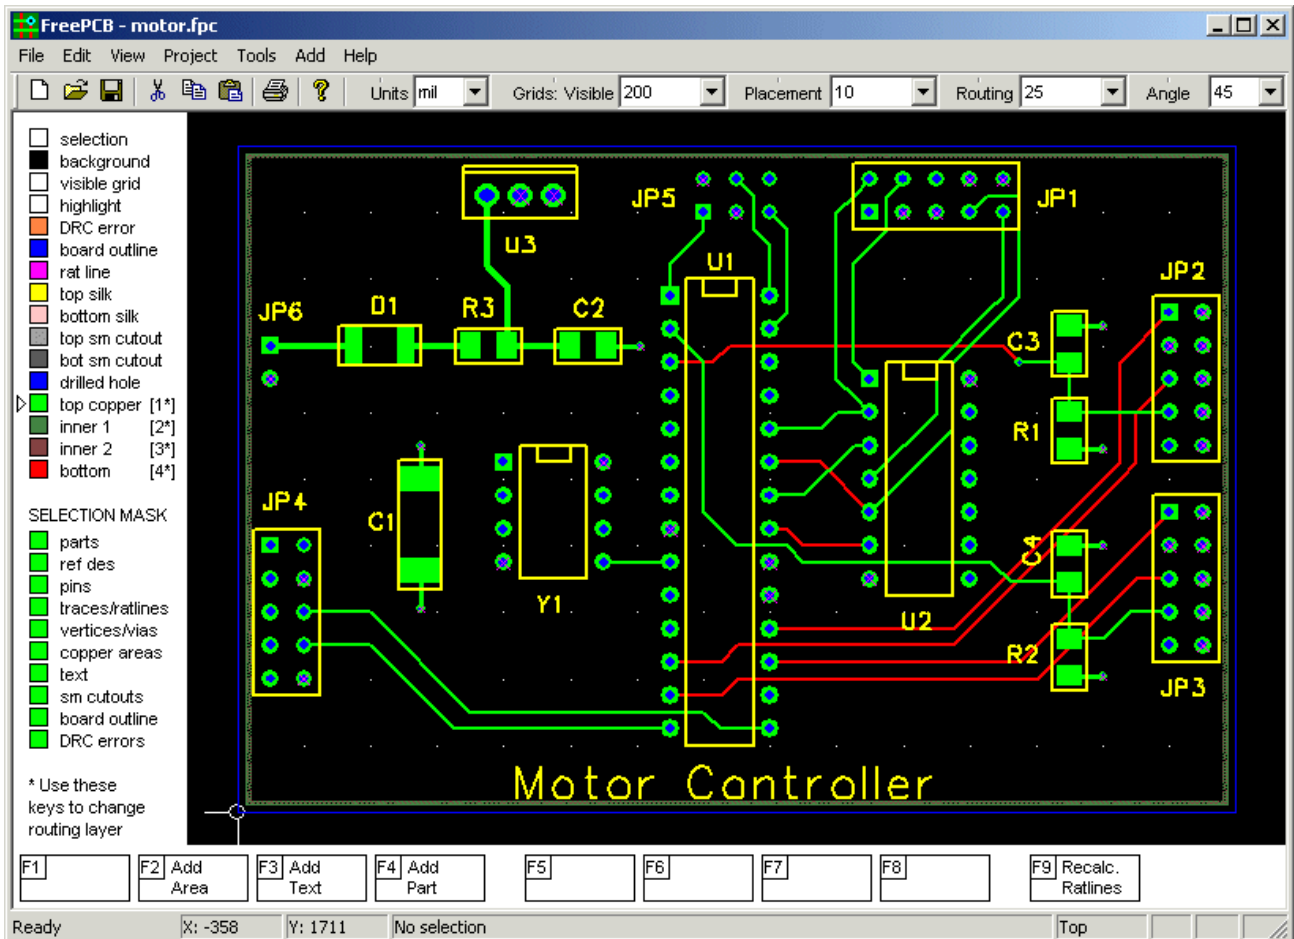 FreePCB - motor.fpc
File Edit View Project Tools Add Help
Units mil Grids: Visible 200 Placement 10 Routing 25 Angle 45
selection
background
visible grid
highlight
DRC error
board outline
rat line
top silk
bottom silk
top sm cutout
bot sm cutout
drilled hole
top copper [1*]
inner 1 [2*]
inner 2 [3*]
bottom [4*]
SELECTION MASK
parts
ref des
pins
traces/ratlines
vertices/vias
copper areas
text
sm cutouts
board outline
DRC errors
* Use these
keys to change
routing layer
JP5
JP1
U3
U1
JP2
JP6
D1
R3
C2
C3
R1
JP4
C1
Y1
C4
U2
R2
JP3
Motor Controller
F1
F2 Add Area
F3 Add Text
F4 Add Part
F5
F6
F7
F8
F9 Recalc. Ratlines
Ready X: -358 Y: 1711 No selection Top